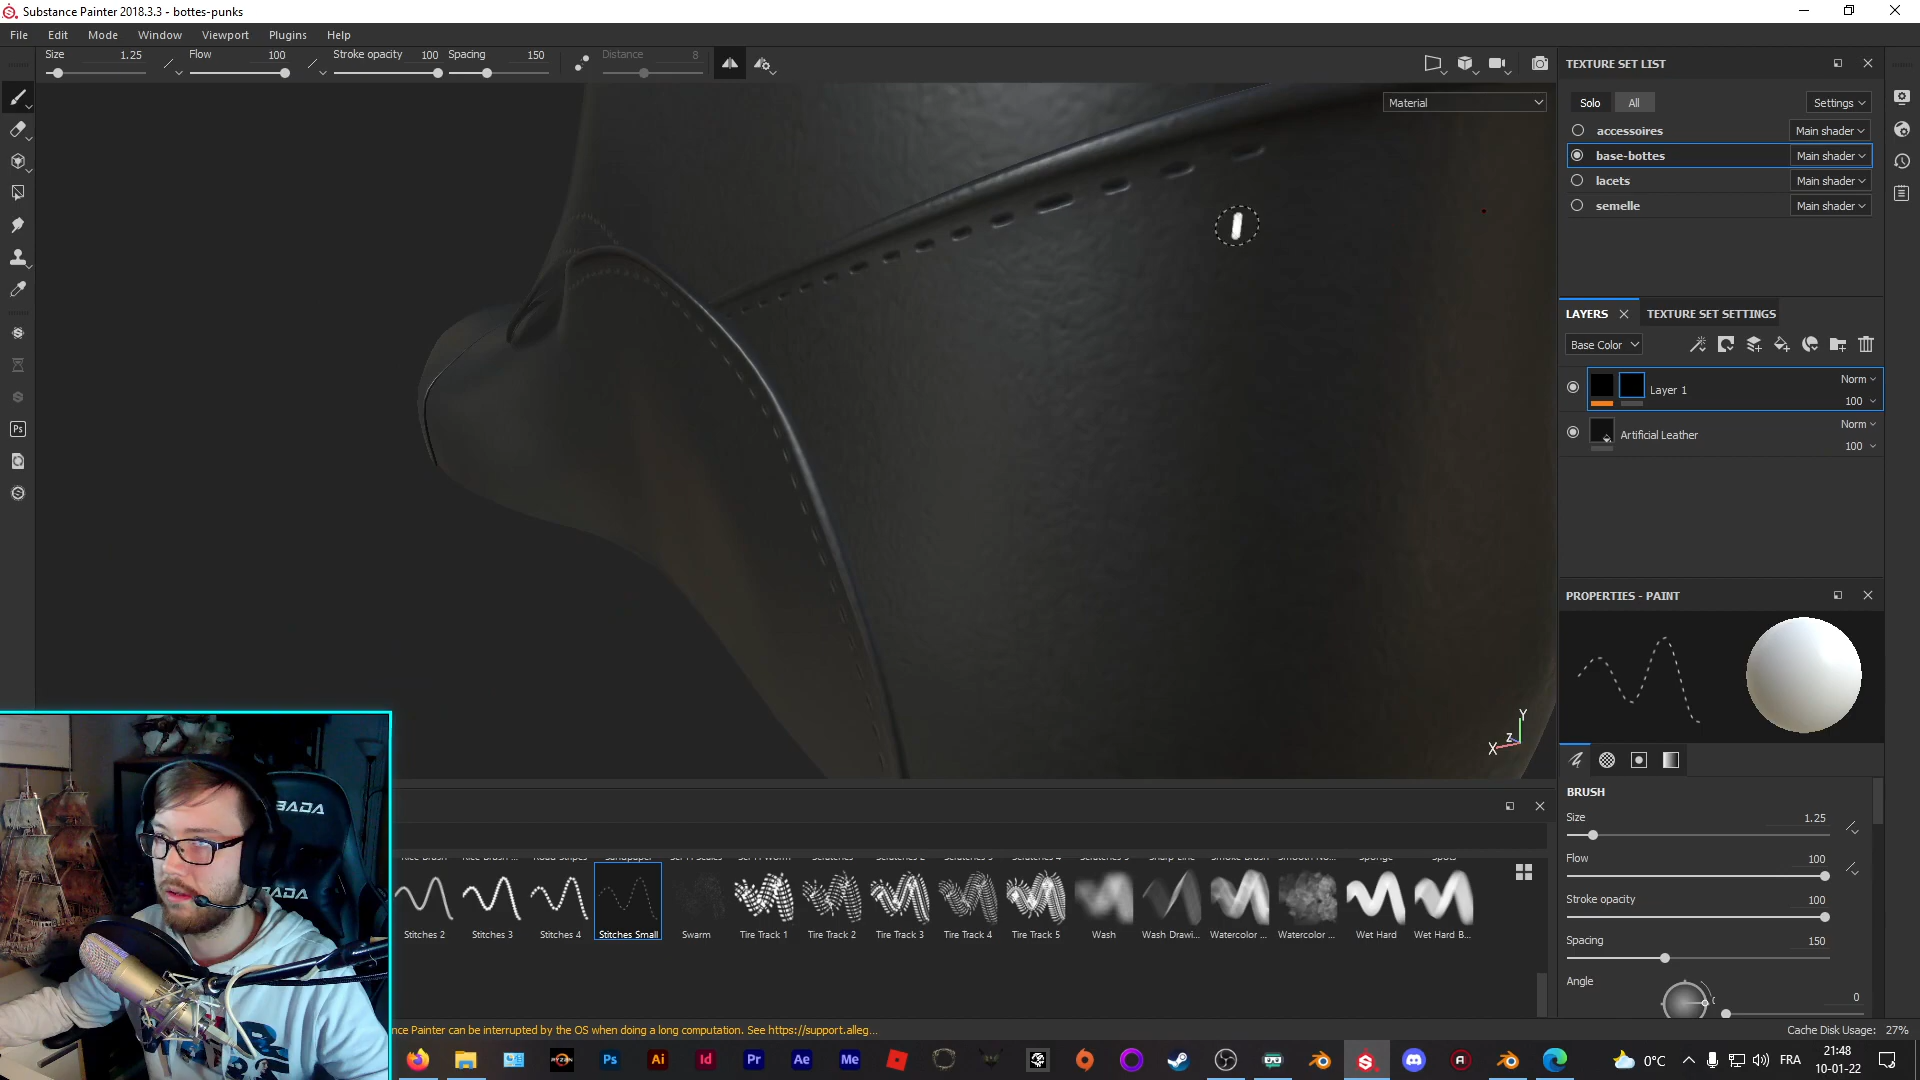 Substance Painter 2018.3.3 - bottes-punks
File Edit Mode Window Viewport Plugins Help
Size 1.25 Flow 100 Stroke opacity 100 Spacing 150 Distance 8
Material
TEXTURE SET LIST
Solo All Settings
accessoires Main shader
base-bottes Main shader
lacets Main shader
semelle Main shader
LAYERS TEXTURE SET SETTINGS
Base Color
Layer 1 Norm 100
Artificial Leather Norm 100
PROPERTIES - PAINT
BRUSH
Size 1.25
Flow 100
Stroke opacity 100
Spacing 150
Angle 0
Y
Z
X
Stitches 2 Stitches 3 Stitches 4 Stitches Small Swarm Tire Track 1 Tire Track 2 Tire Track 3 Tire Track 4 Tire Track 5 Wash Wash Drawi... Watercolor ... Watercolor ... Wet Hard Wet Hard B...
nce Painter can be interrupted by the OS when doing a long computation. See https://support.alleg...
Cache Disk Usage: 27%
Ps
RYZEN Ps Ai Id Pr Ae Me
0°C FRA 21:48
10-01-22